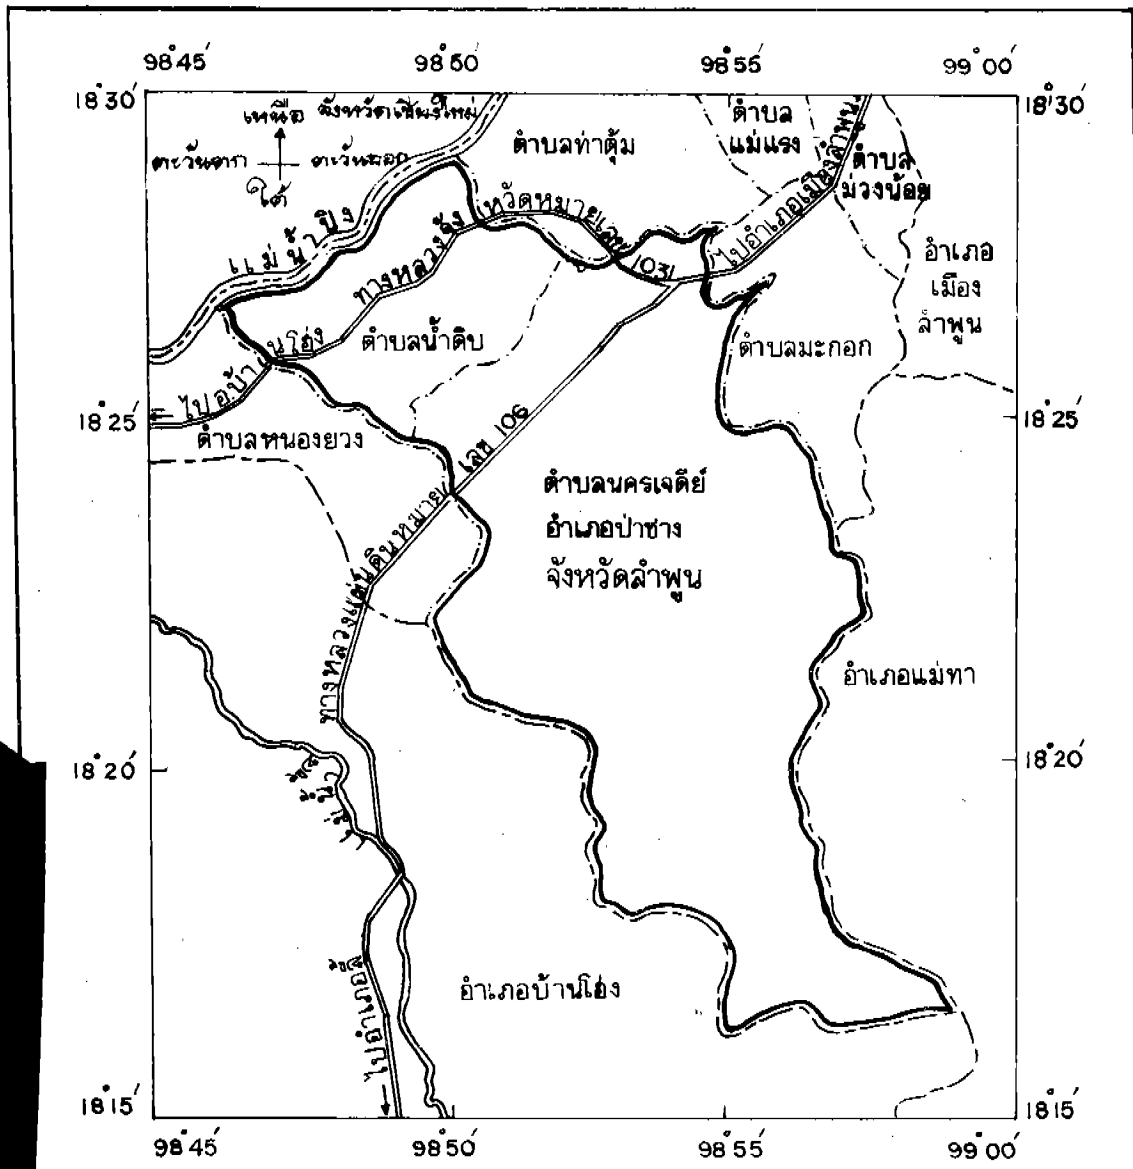 98°45′ 98°50′ 98°55′ 99°00′
18°30′ 18°30′
เหนือ จังหวัดเชียงใหม่
ตะวันตก ตะวันออก
ใต้
ตำบลท่าตุ้ม
ตำบล
แม่แรง
ตำบล
ม่วงน้อย
ไปอำเภอเมืองลำพูน
แม่น้ำปิง
ทางหลวงจังหวัดหมายเลข 1031
อำเภอ
เมือง
ลำพูน
ตำบลน้ำดิบ
ตำบลมะกอก
ไป อ.บ้านโฮ่ง
18°25′ 18°25′
ตำบลหนองยวง
ทางหลวงแผ่นดินหมายเลข 106
ตำบลนครเจดีย์
อำเภอป่าซาง
จังหวัดลำพูน
อำเภอแม่ทา
18°20′ 18°20′
แม่น้ำลี้
อำเภอบ้านโฮ่ง
ไปอำเภอลี้
18°15′ 18°15′
98°45′ 98°50′ 98°55′ 99°00′